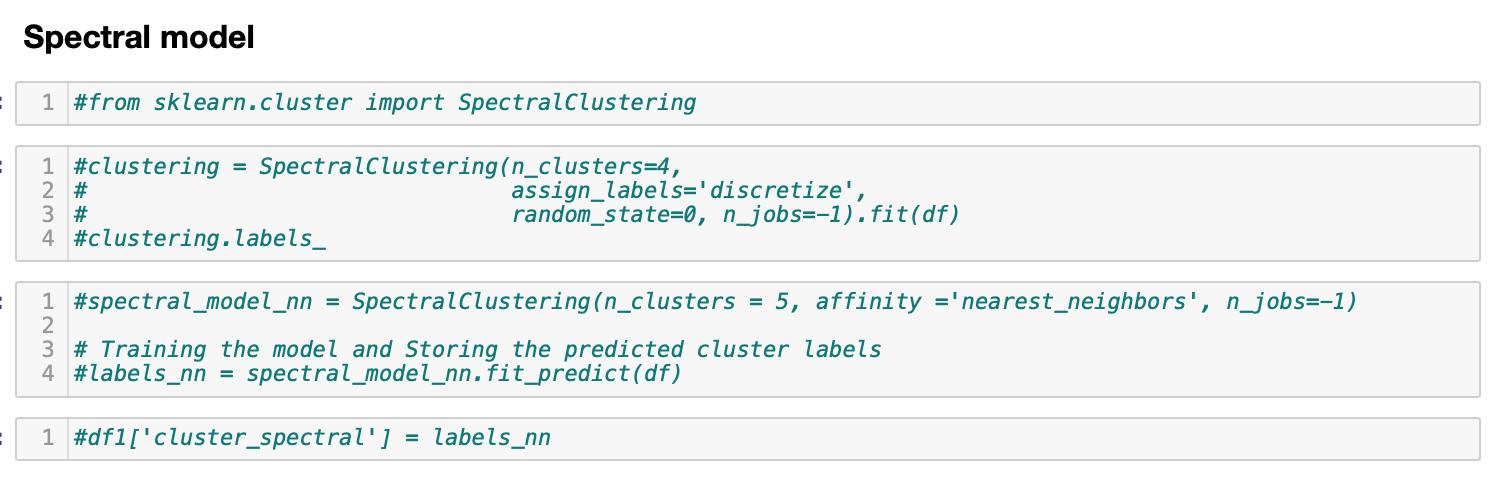 Spectral model
: 1 #from sklearn.cluster import SpectralClustering
: 1 #clustering = SpectralClustering(n_clusters=4,
2 #                                 assign_labels='discretize',
3 #                                 random_state=0, n_jobs=-1).fit(df)
4 #clustering.labels_
: 1 #spectral_model_nn = SpectralClustering(n_clusters = 5, affinity ='nearest_neighbors', n_jobs=-1)
2
3 # Training the model and Storing the predicted cluster labels
4 #labels_nn = spectral_model_nn.fit_predict(df)
: 1 #df1['cluster_spectral'] = labels_nn